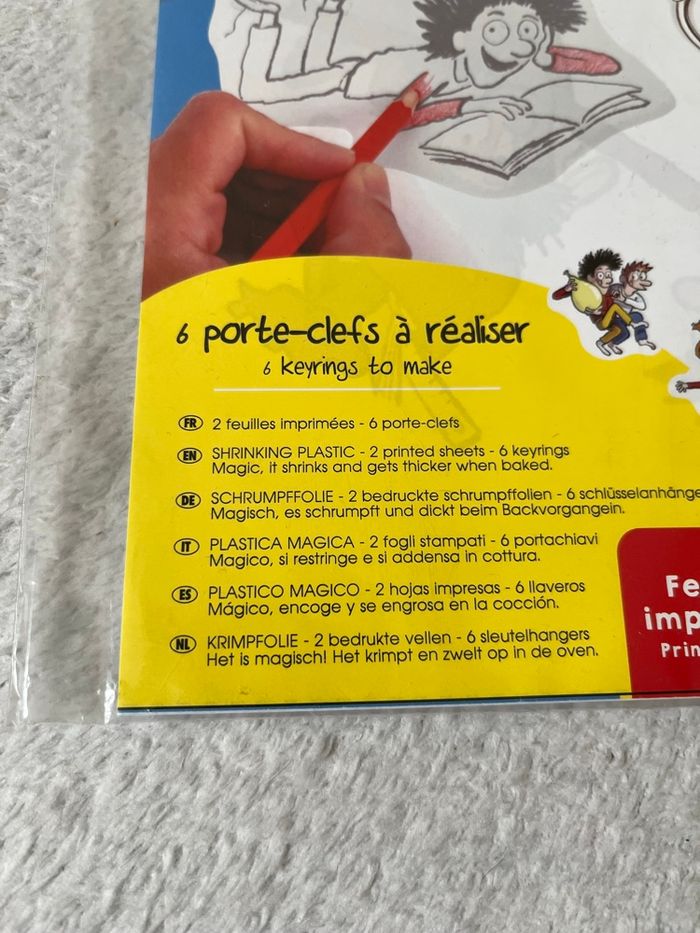 6 porte-clefs à réaliser
6 keyrings to make
FR 2 feuilles imprimées - 6 porte-clefs
EN SHRINKING PLASTIC - 2 printed sheets - 6 keyrings
Magic, it shrinks and gets thicker when baked.
DE SCHRUMPFFOLIE - 2 bedruckte schrumpffolien - 6 schlüsselanhänge
Magisch, es schrumpft und dickt beim Backvorgangein.
IT PLASTICA MAGICA - 2 fogli stampati - 6 portachiavi
Magico, si restringe e si addensa in cottura.
ES PLASTICO MAGICO - 2 hojas impresas - 6 llaveros
Mágico, encoge y se engrosa en la cocción.
NL KRIMPFOLIE - 2 bedrukte vellen - 6 sleutelhangers
Het is magisch! Het krimpt en zwelt op in de oven.
Fe
imp
Prin